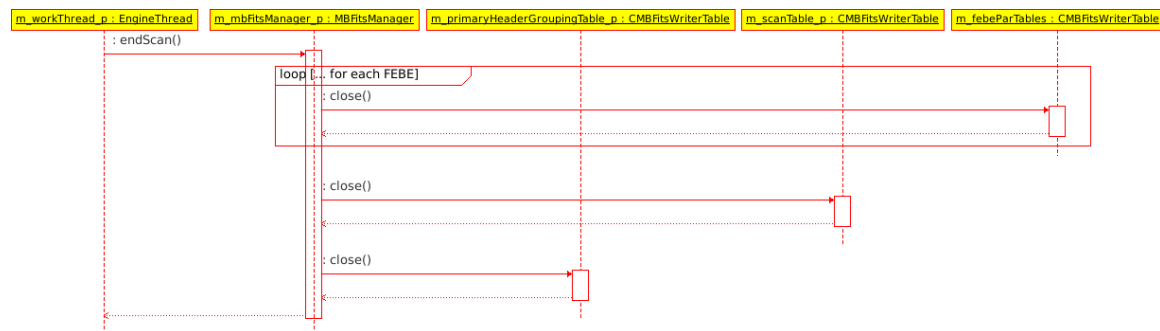 m_workThread_p : EngineThread
m_mbFitsManager_p : MBFitsManager
m_primaryHeaderGroupingTable_p : CMBFitsWriterTable
m_scanTable_p : CMBFitsWriterTable
m_febeParTables : CMBFitsWriterTable
: endScan()
loop [... for each FEBE]
: close()
: close()
: close()